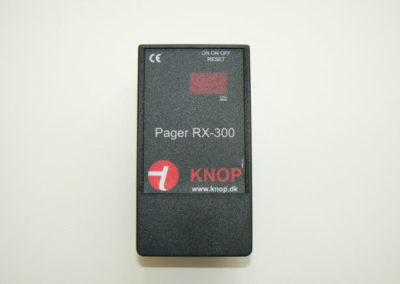 CE
ON ON OFF
RESET
Pager RX-300
KNOP
www.knop.dk